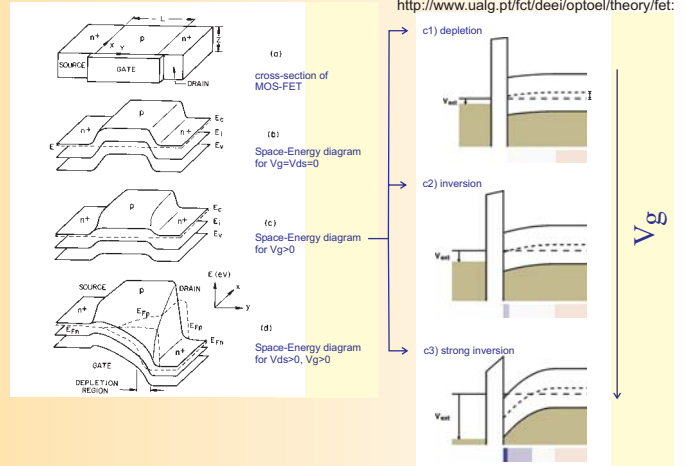 http://www.ualg.pt/fct/deei/optoel/theory/fet:
L
n+
p
n+
X
Y
Z
SOURCE
GATE
DRAIN
(a)
cross-section of
MOS-FET
p
n+
n+
E
Ec
Ei
Ev
(b)
Space-Energy diagram
for Vg=Vds=0
p
n+
n+
Ec
Ei
Ev
(c)
Space-Energy diagram
for Vg>0
SOURCE
p
DRAIN
E (eV)
x
y
n+
EFp
EFp
EFn
EFn
n+
GATE
DEPLETION
REGION
(d)
Space-Energy diagram
for Vds>0, Vg>0
c1) depletion
Vext
c2) inversion
Vext
c3) strong inversion
Vext
Vg